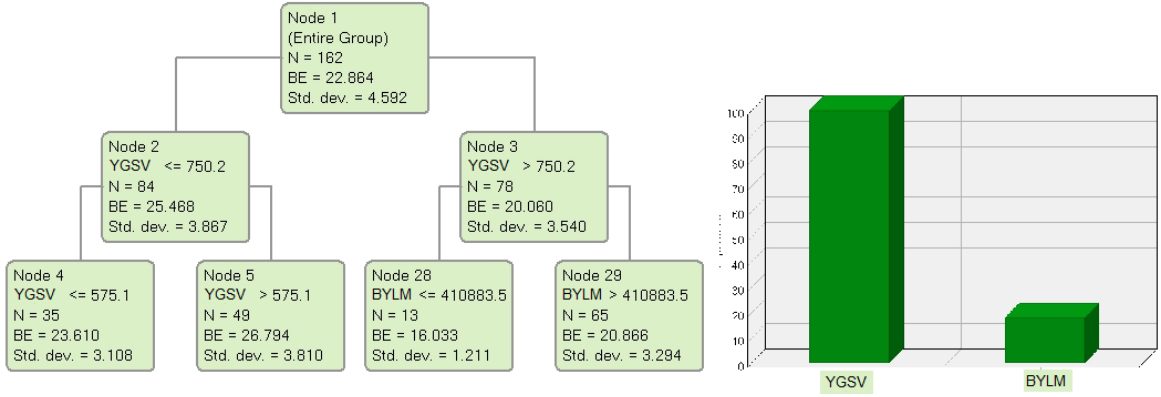 Node 1
(Entire Group)
N = 162
BE = 22.864
Std. dev. = 4.592
Node 2
YGSV <= 750.2
N = 84
BE = 25.468
Std. dev. = 3.867
Node 3
YGSV > 750.2
N = 78
BE = 20.060
Std. dev. = 3.540
Node 4
YGSV <= 575.1
N = 35
BE = 23.610
Std. dev. = 3.108
Node 5
YGSV > 575.1
N = 49
BE = 26.794
Std. dev. = 3.810
Node 28
BYLM <= 410883.5
N = 13
BE = 16.033
Std. dev. = 1.211
Node 29
BYLM > 410883.5
N = 65
BE = 20.866
Std. dev. = 3.294
100
90
80
70
60
50
40
30
20
10
0
YGSV
BYLM